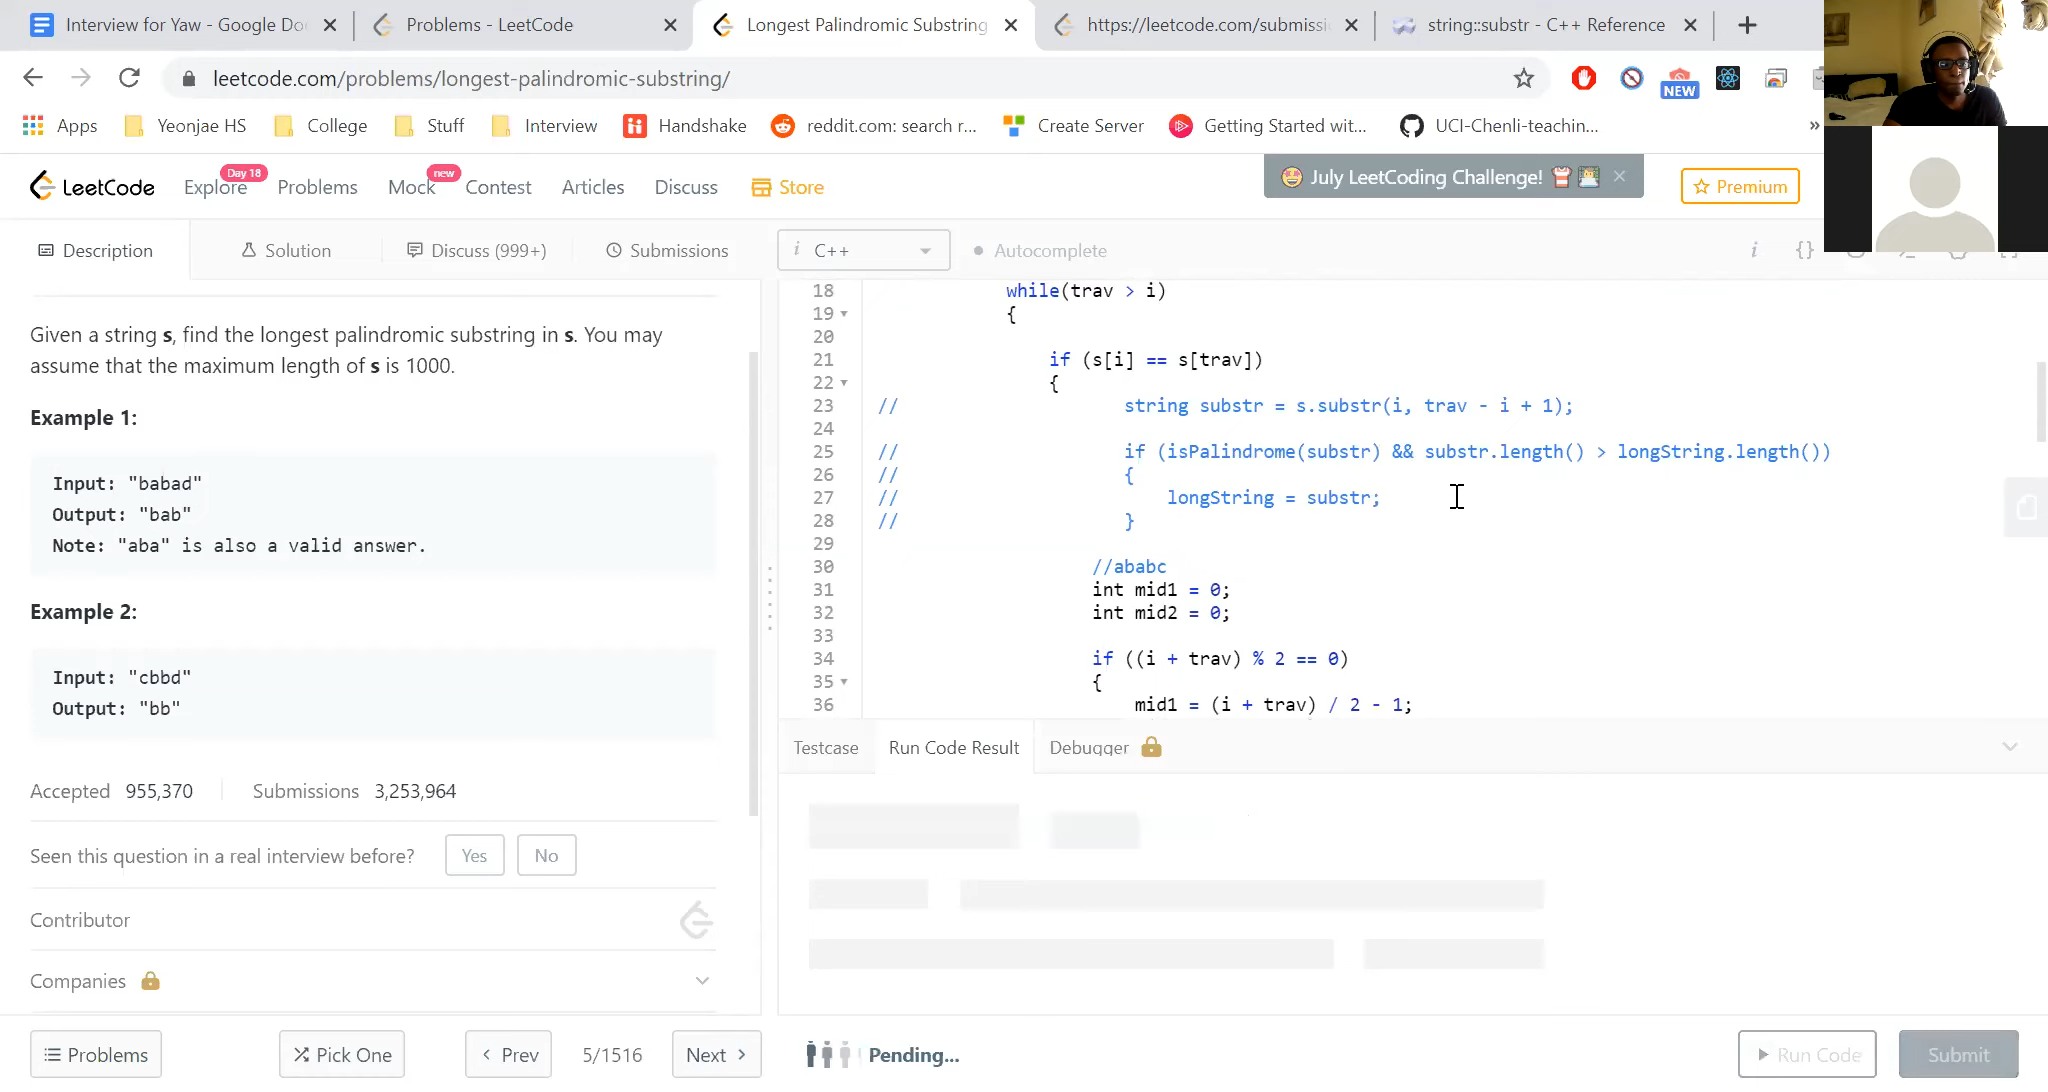 Interview for Yaw - Google Do
Problems - LeetCode
Longest Palindromic Substring
https://leetcode.com/submissi
string::substr - C++ Reference
leetcode.com/problems/longest-palindromic-substring/
NEW
Apps
Yeonjae HS
College
Stuff
Interview
Handshake
reddit.com: search r...
Create Server
Getting Started wit...
UCI-Chenli-teachin...
»
LeetCode
Explore
Day 18
Problems
Mock
new
Contest
Articles
Discuss
Store
July LeetCoding Challenge!
Premium
Description
Solution
Discuss (999+)
Submissions
i C++
Autocomplete
i {}
Given a string s, find the longest palindromic substring in s. You may
assume that the maximum length of s is 1000.
Example 1:
Input: "babad"
Output: "bab"
Note: "aba" is also a valid answer.
Example 2:
Input: "cbbd"
Output: "bb"
Accepted 955,370 Submissions 3,253,964
Seen this question in a real interview before? Yes No
Contributor
Companies
18 while(trav > i)
19 {
20
21 if (s[i] == s[trav])
22 {
23 // string substr = s.substr(i, trav - i + 1);
24
25 // if (isPalindrome(substr) && substr.length() > longString.length())
26 // {
27 // longString = substr;
28 // }
29
30 //ababc
31 int mid1 = 0;
32 int mid2 = 0;
33
34 if ((i + trav) % 2 == 0)
35 {
36 mid1 = (i + trav) / 2 - 1;
Testcase
Run Code Result
Debugger
Problems
Pick One
Prev
5/1516
Next
Pending...
Run Code
Submit